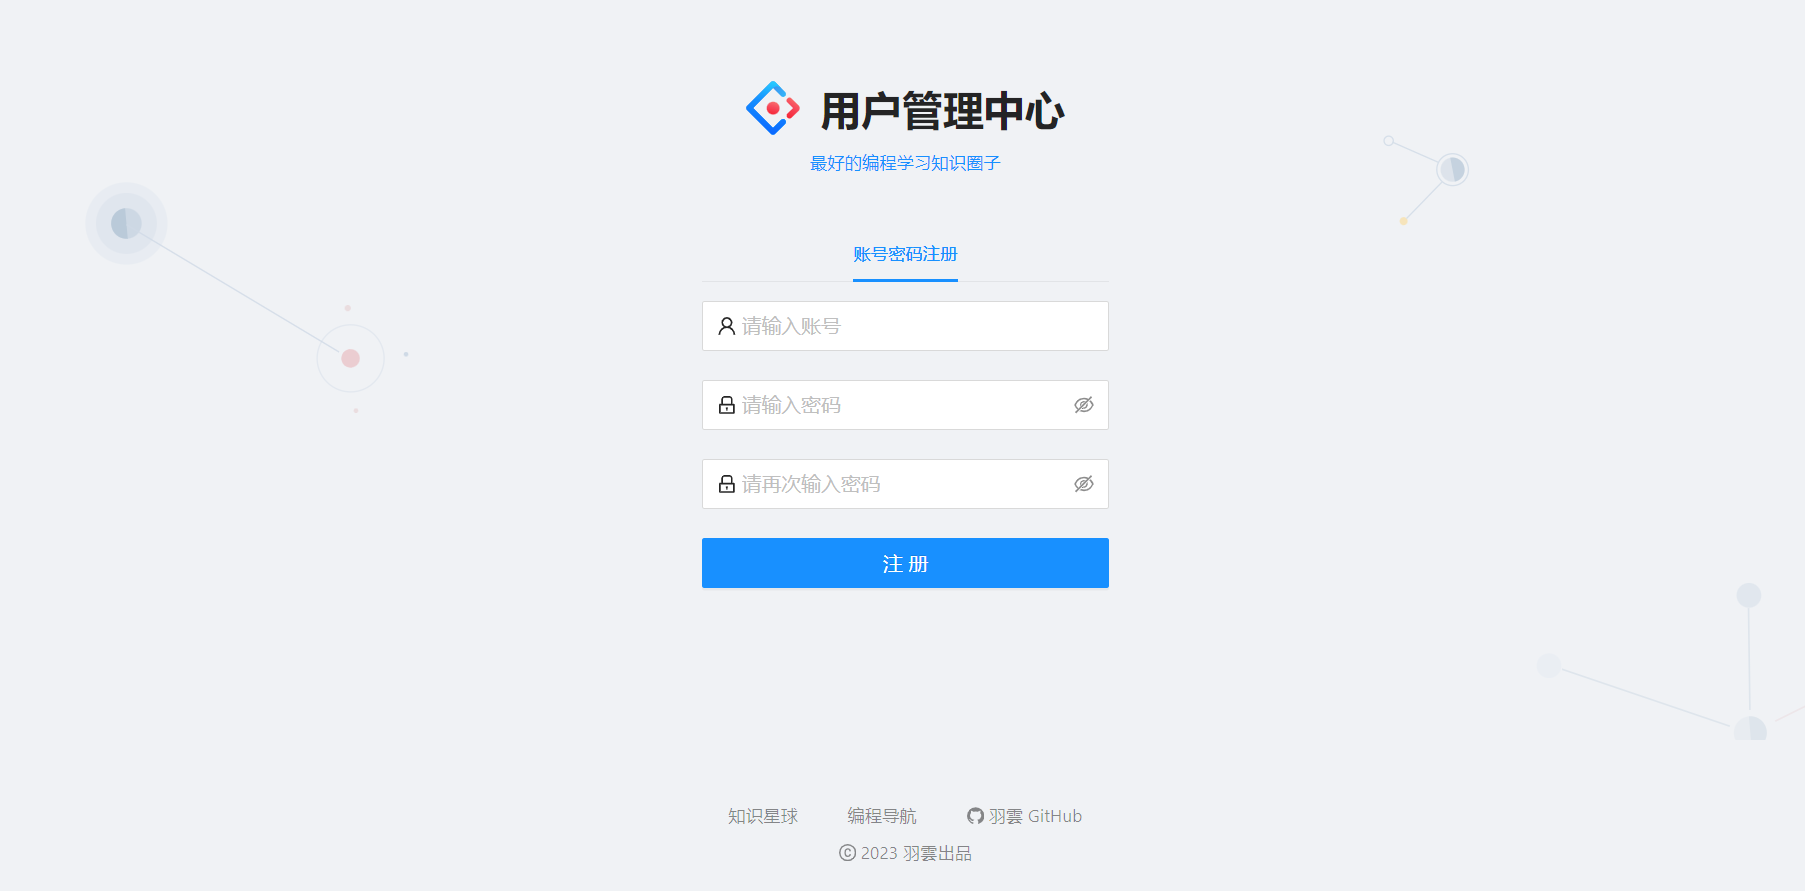 用户管理中心
最好的编程学习知识圈子
账号密码注册
请输入账号
请输入密码
请再次输入密码
注 册
知识星球 编程导航 羽雲 GitHub
© 2023 羽雲出品